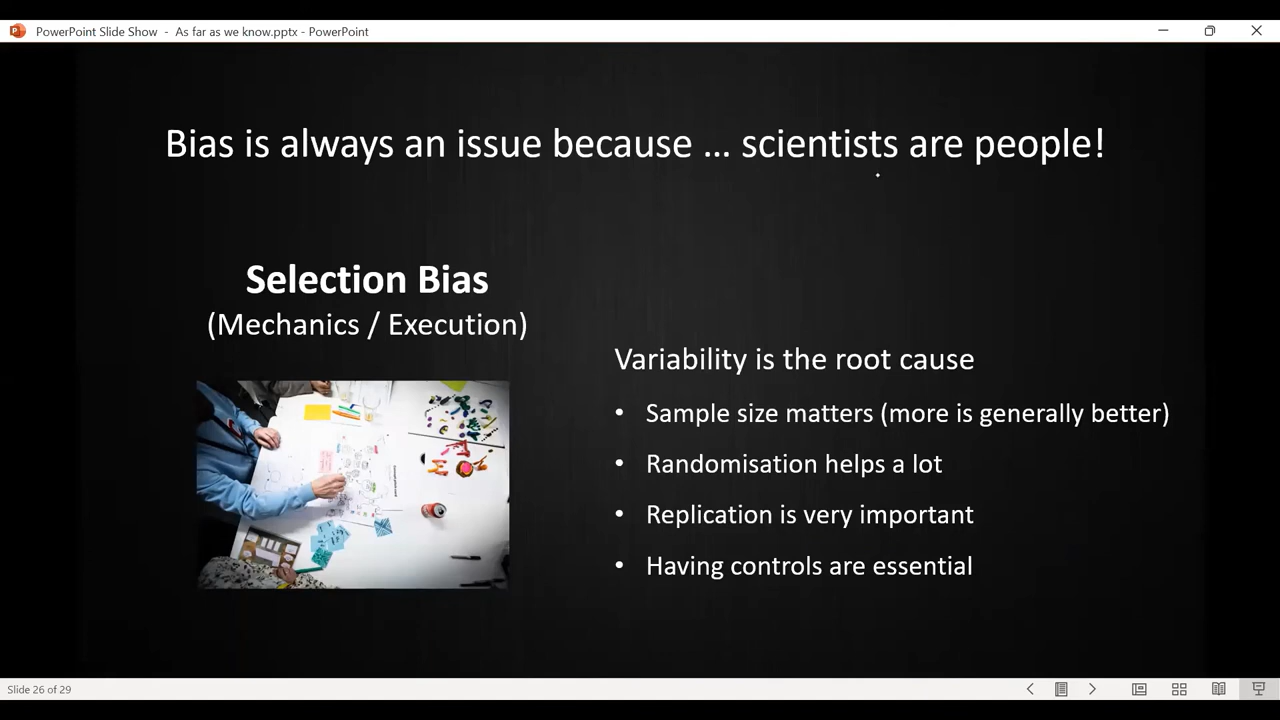 PowerPoint Slide Show - As far as we know.pptx - PowerPoint
Bias is always an issue because ... scientists are people!
Selection Bias
(Mechanics / Execution)
Variability is the root cause
• Sample size matters (more is generally better)
• Randomisation helps a lot
• Replication is very important
• Having controls are essential
Slide 26 of 29